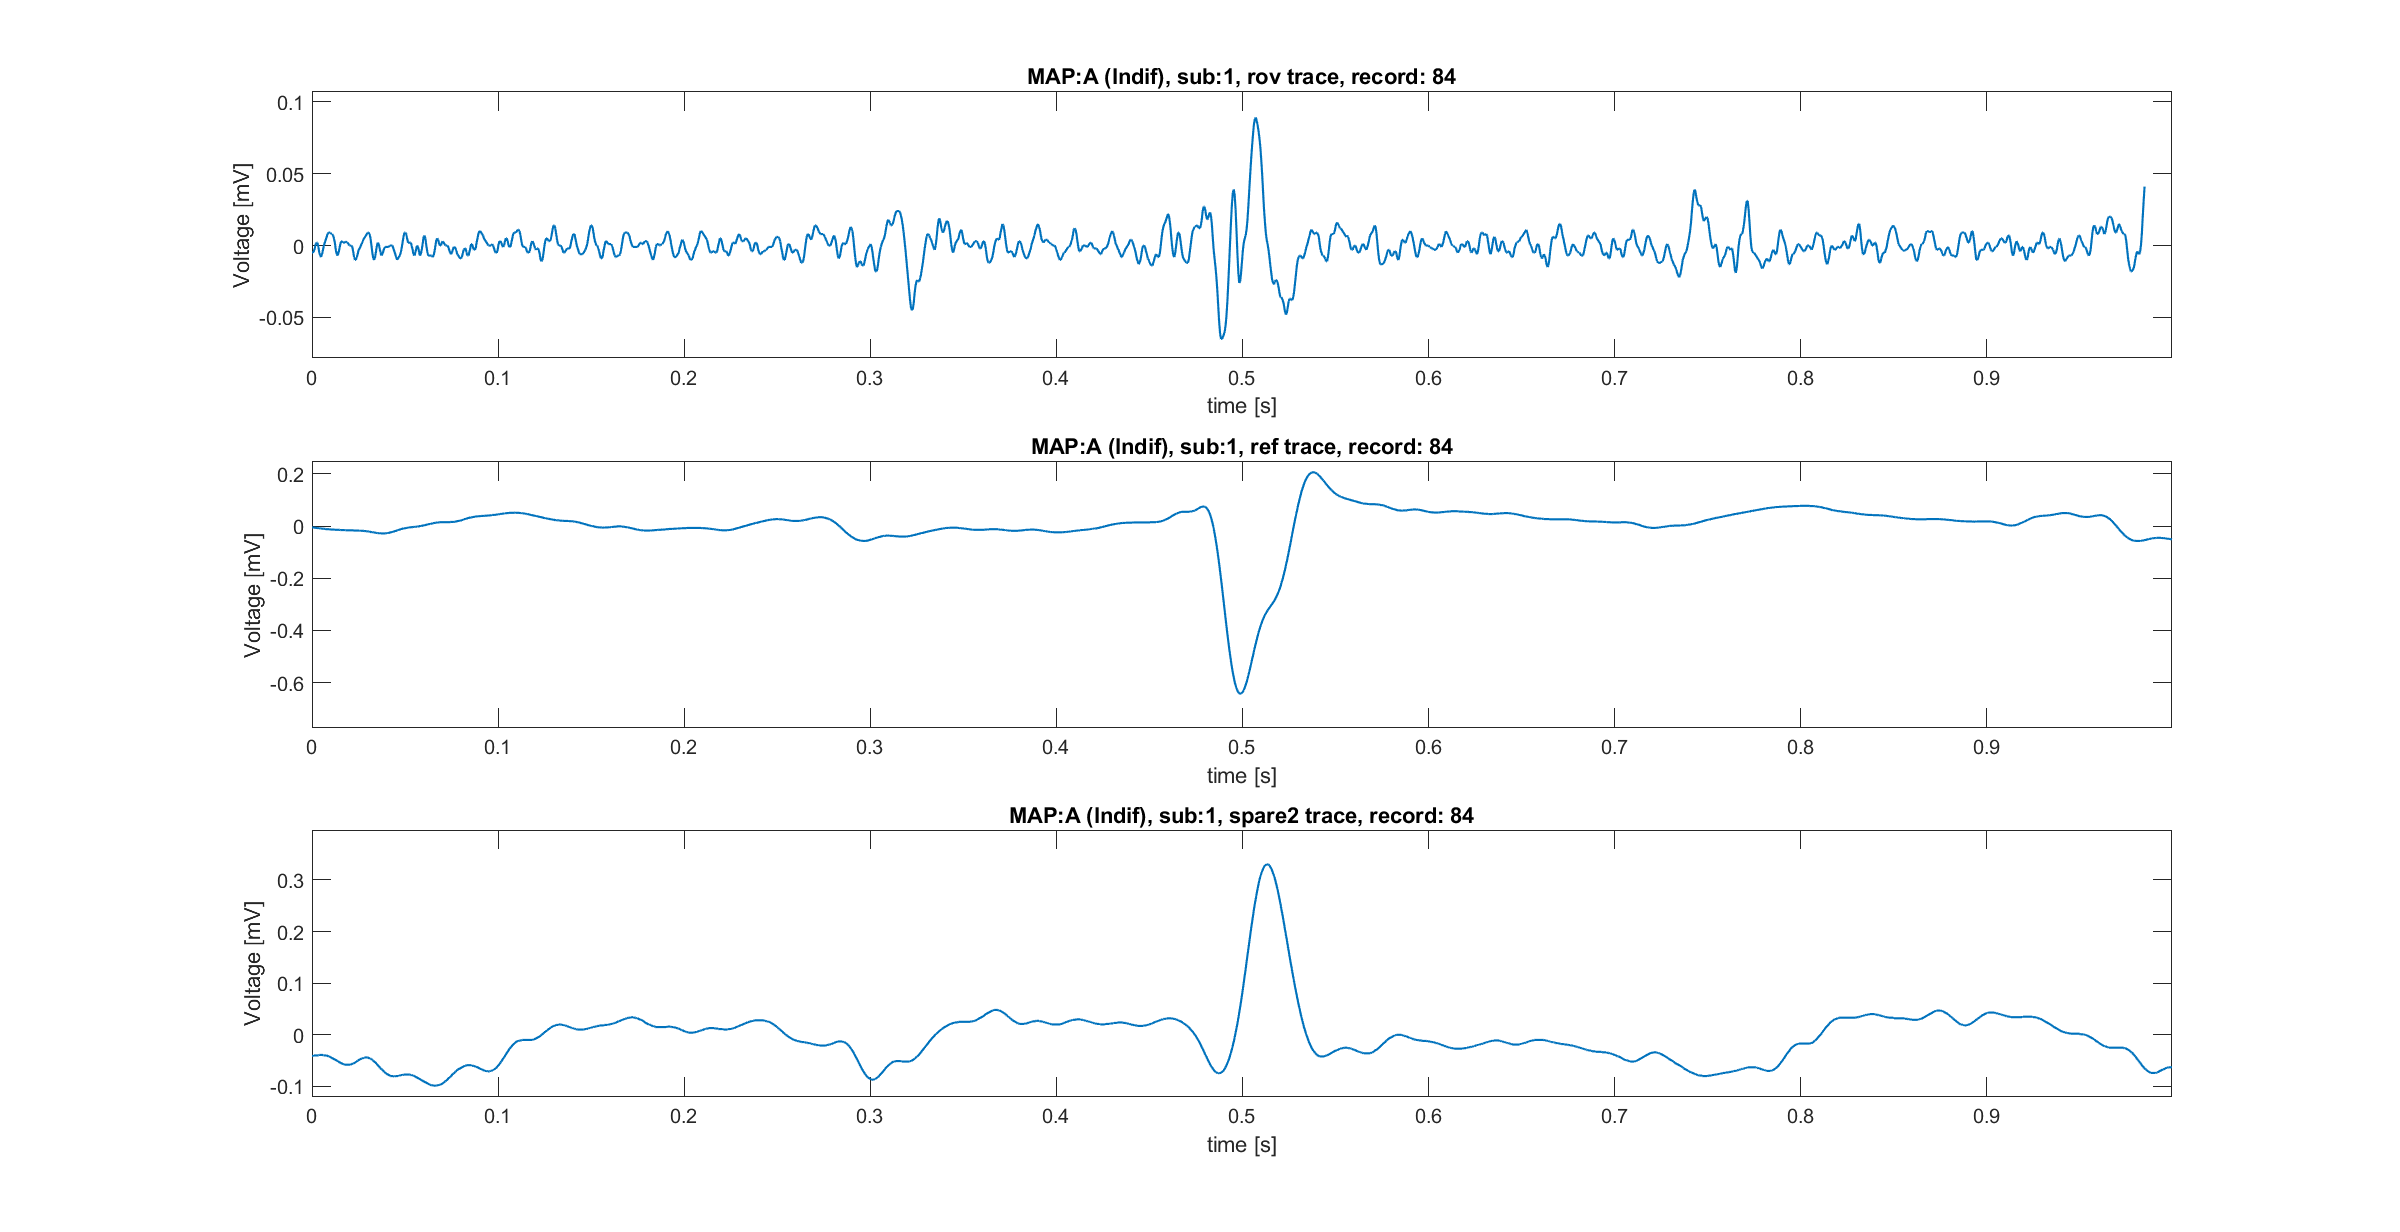 MAP:A (Indif), sub:1, rov trace, record: 84
Voltage [mV]
0.1
0.05
0
-0.05
0 0.1 0.2 0.3 0.4 0.5 0.6 0.7 0.8 0.9
time [s]
MAP:A (Indif), sub:1, ref trace, record: 84
Voltage [mV]
0.2
0
-0.2
-0.4
-0.6
0 0.1 0.2 0.3 0.4 0.5 0.6 0.7 0.8 0.9
time [s]
MAP:A (Indif), sub:1, spare2 trace, record: 84
Voltage [mV]
0.3
0.2
0.1
0
-0.1
0 0.1 0.2 0.3 0.4 0.5 0.6 0.7 0.8 0.9
time [s]